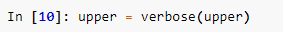 In [10]: upper = verbose(upper)